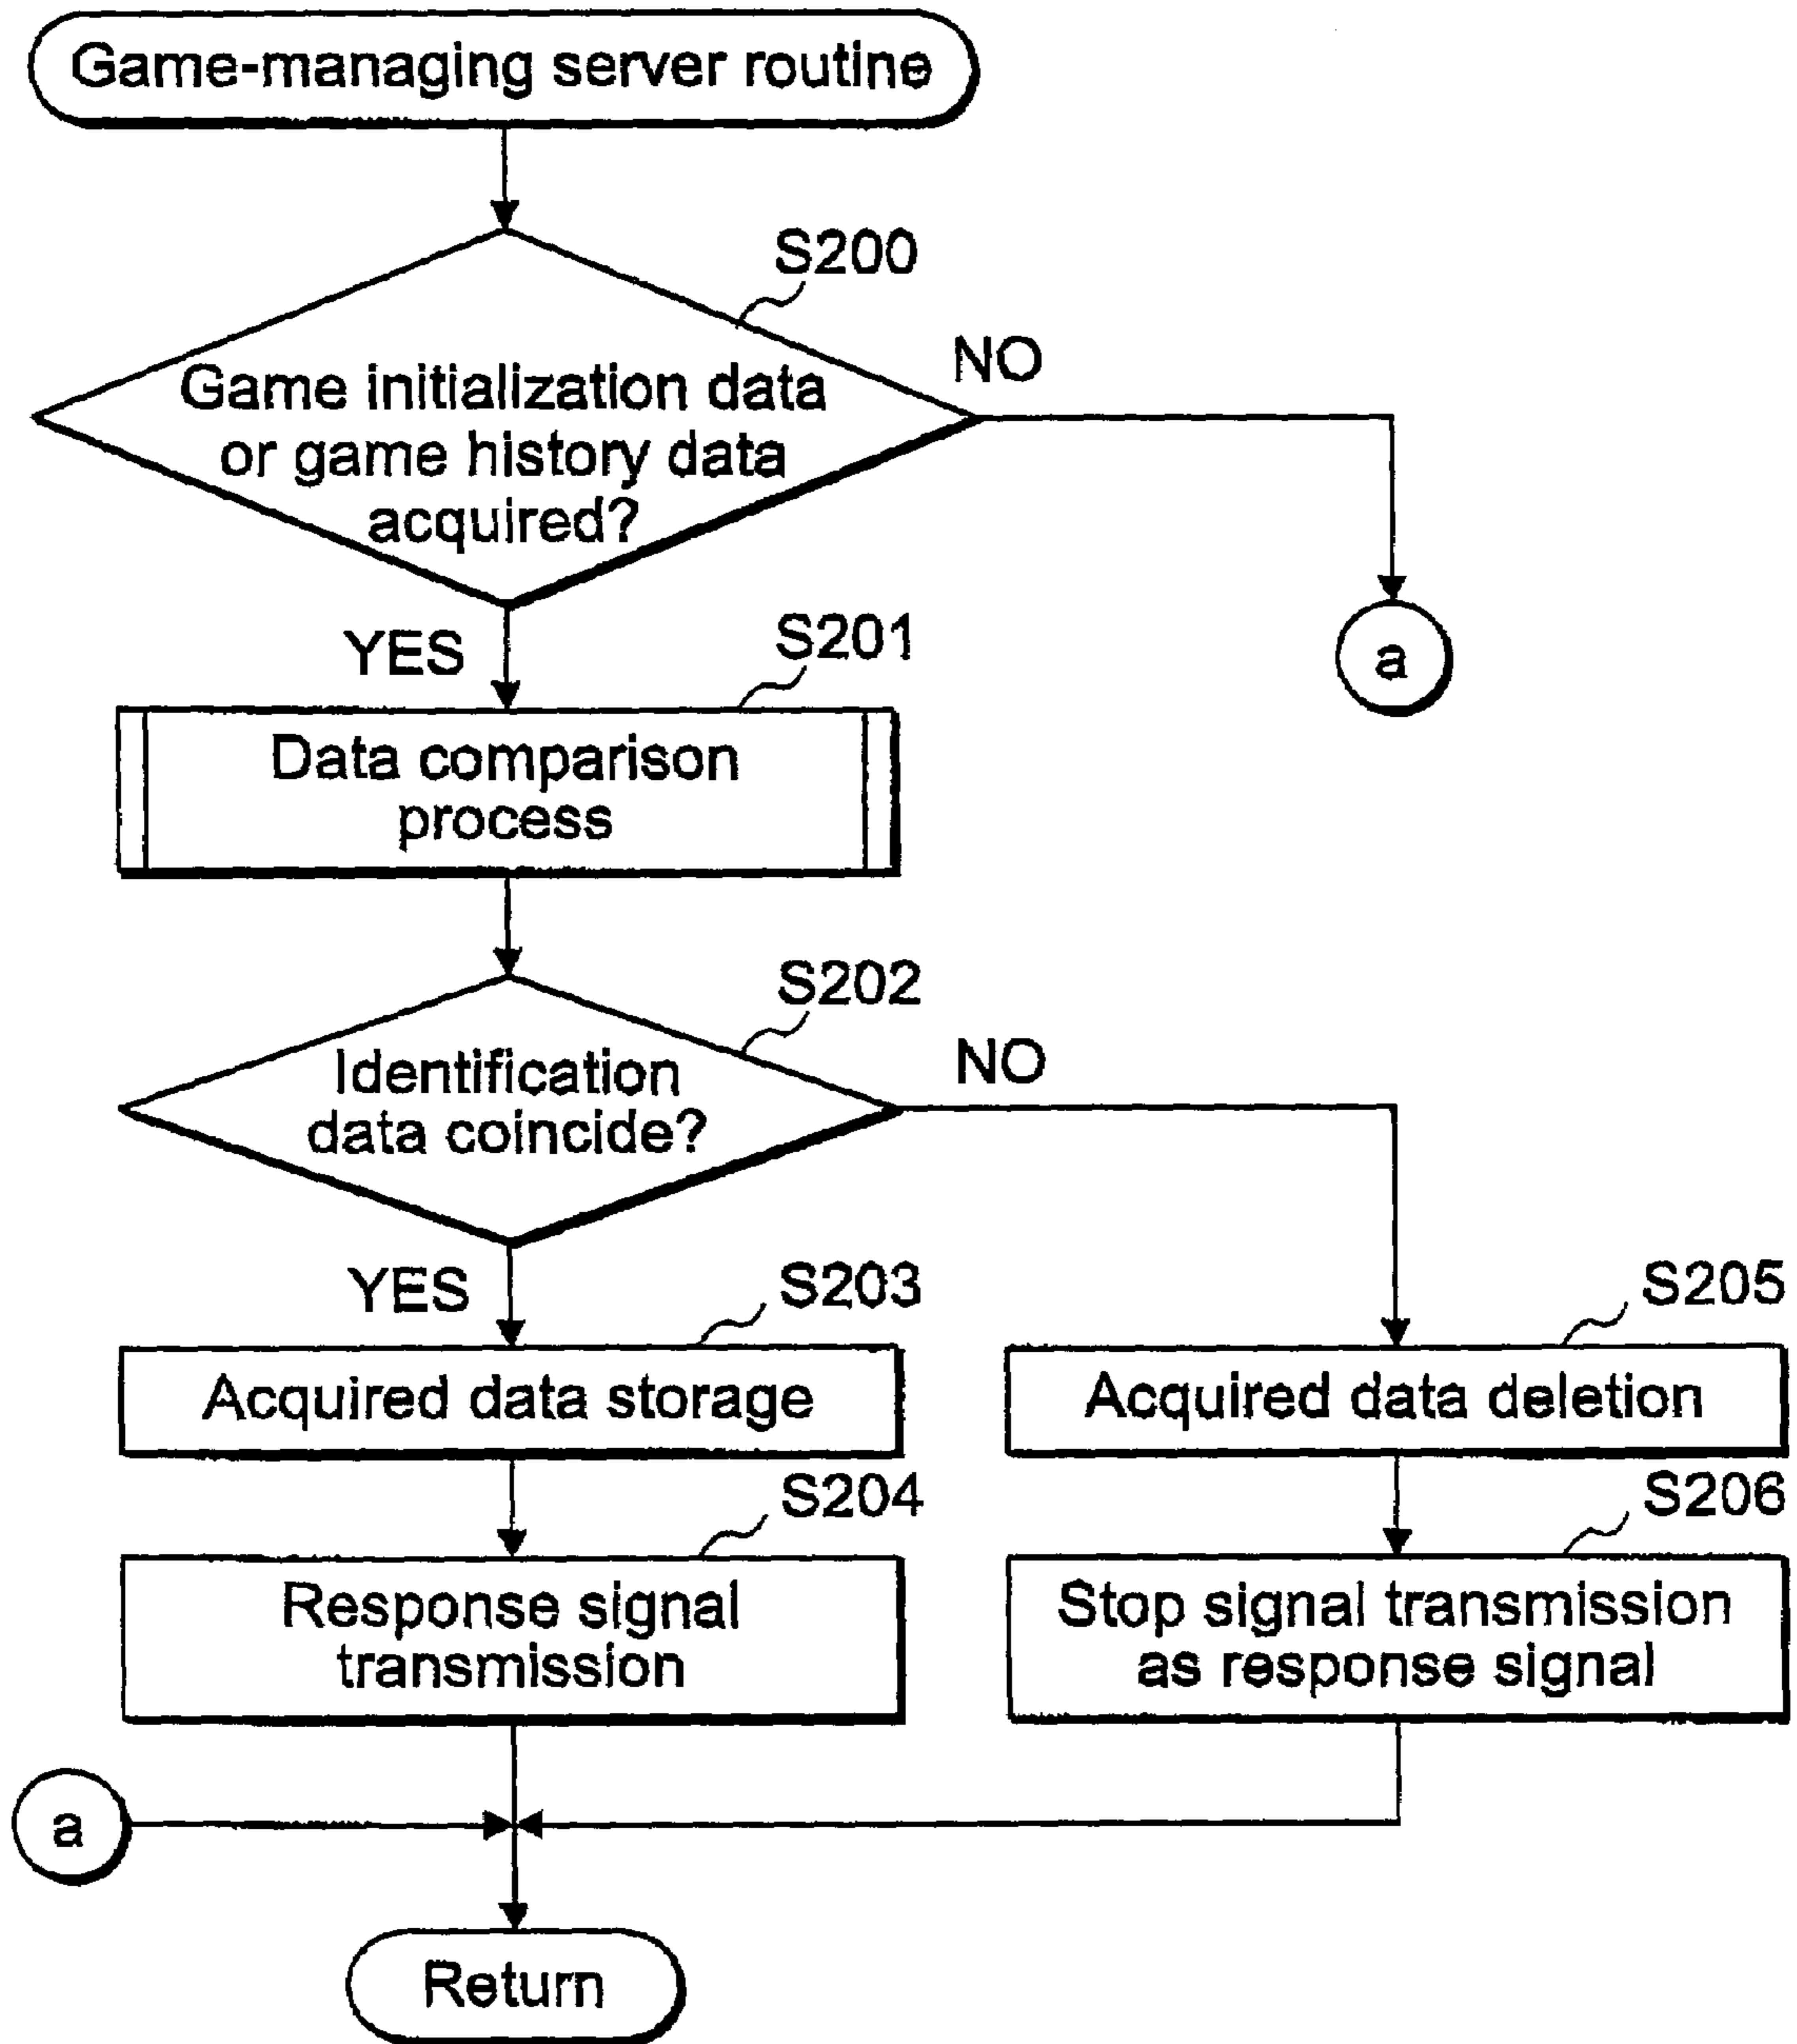 Game-managing server routine
S200
NO
Game initialization data
or game history data
acquired?
a
YES
S201
Data comparison
process
S202
NO
Identification
data coincide?
YES
S203
S205
Acquired data storage
Acquired data deletion
S204
S206
Response signal
transmission
Stop signal transmission
as response signal
a
Return